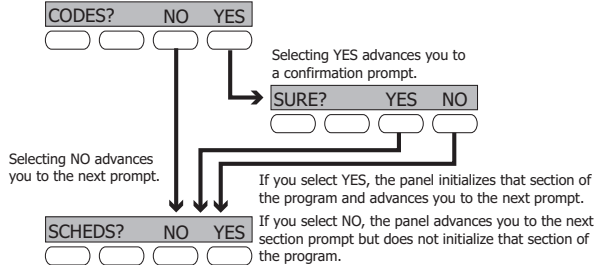 CODES? NO YES
Selecting YES advances you to
a confirmation prompt.
SURE? YES NO
Selecting NO advances
you to the next prompt.
If you select YES, the panel initializes that section of
the program and advances you to the next prompt.
If you select NO, the panel advances you to the next
section prompt but does not initialize that section of
the program.
SCHEDS? NO YES